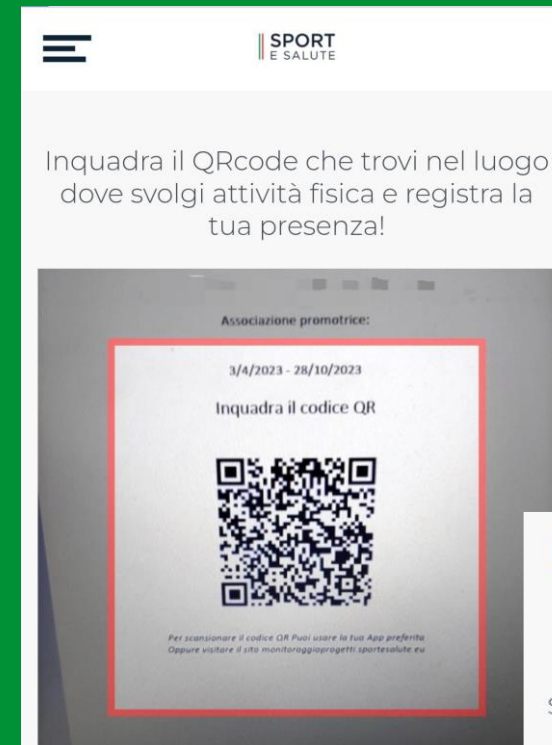 SPORT
E SALUTE
Inquadra il QRcode che trovi nel luogo
dove svolgi attività fisica e registra la
tua presenza!
Associazione promotrice:
3/4/2023 - 28/10/2023
Inquadra il codice QR
Per scansionare il codice QR Puoi usare la tua App preferita
Oppure visitare il sito monitoraggioprogetti.sportesalute.eu
S